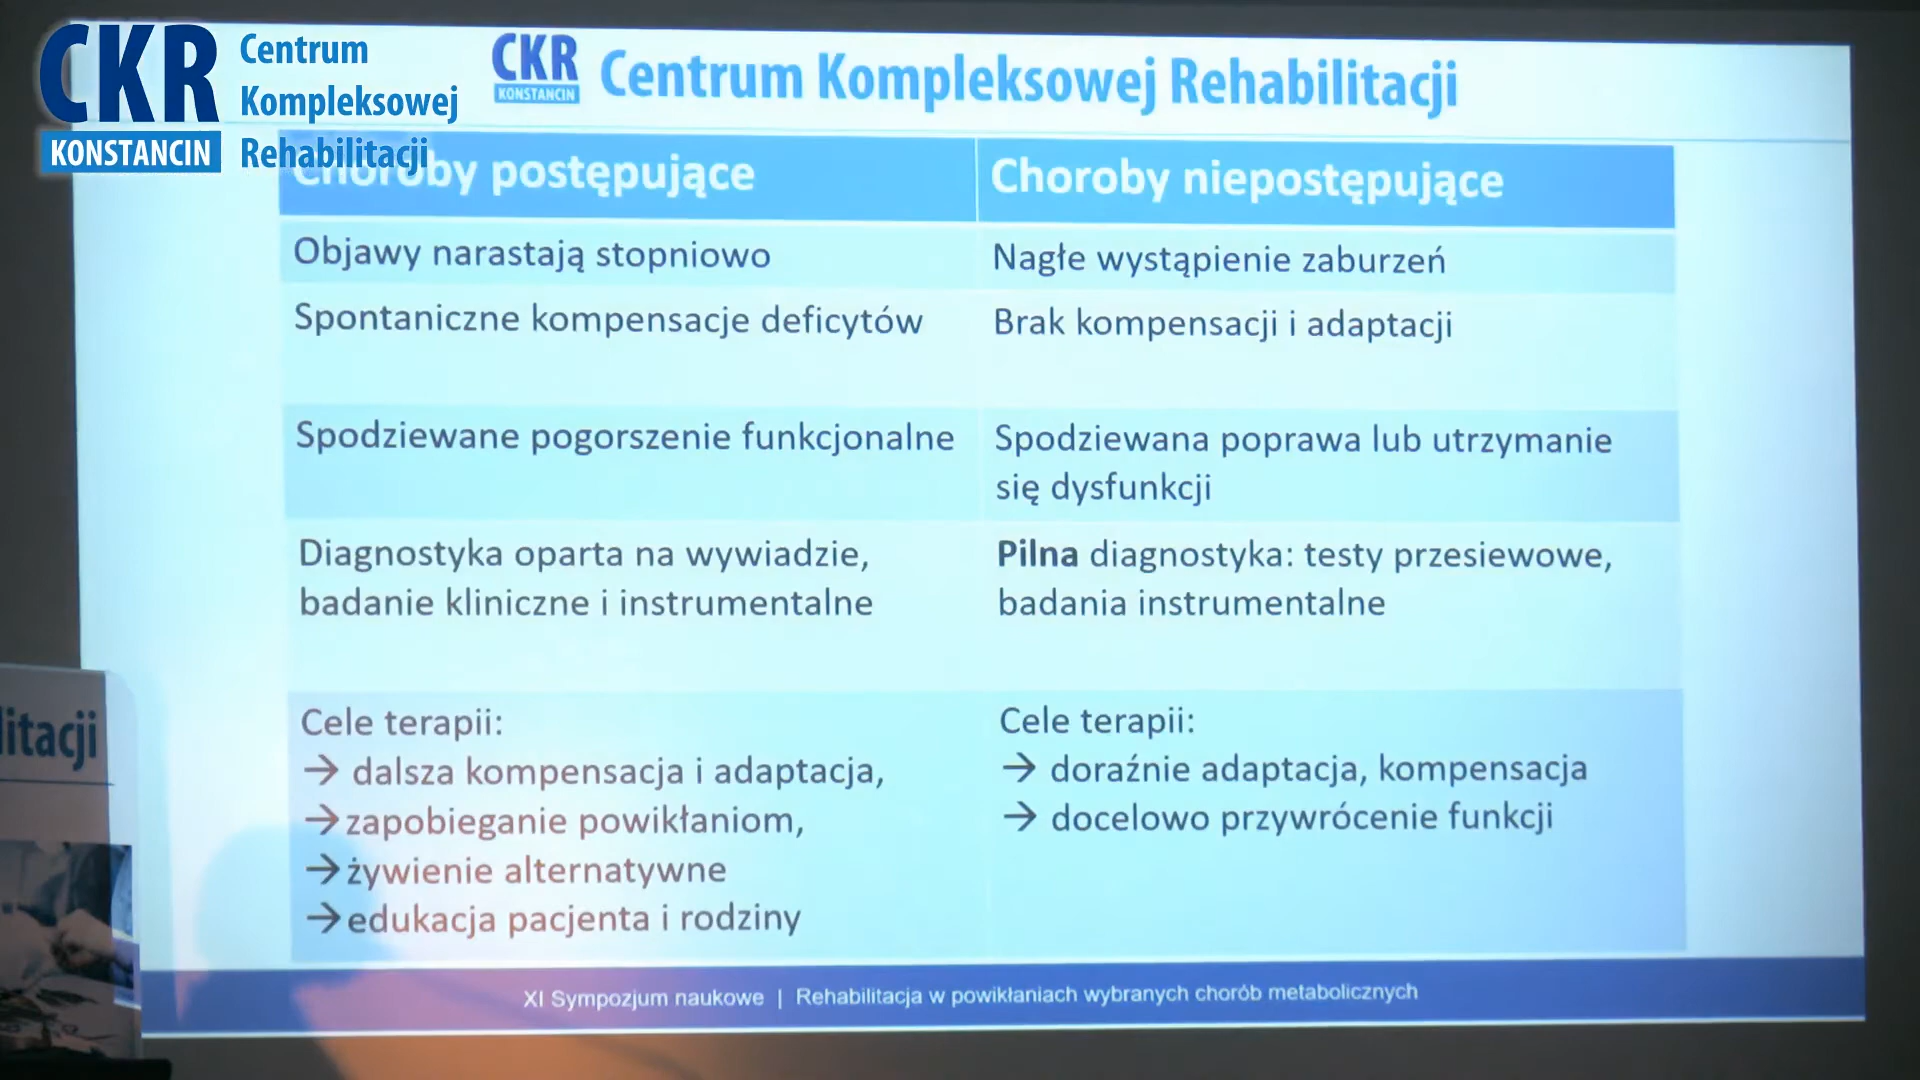 CKR
KONSTANCIN
Centrum
Kompleksowej
Rehabilitacji
CKR
KONSTANCIN
Centrum Kompleksowej Rehabilitacji
Choroby postępujące
Choroby niepostępujące
Objawy narastają stopniowo
Nagłe wystąpienie zaburzeń
Spontaniczne kompensacje deficytów
Brak kompensacji i adaptacji
Spodziewane pogorszenie funkcjonalne
Spodziewana poprawa lub utrzymanie
się dysfunkcji
Diagnostyka oparta na wywiadzie,
badanie kliniczne i instrumentalne
Pilna diagnostyka: testy przesiewowe,
badania instrumentalne
Cele terapii:
→ dalsza kompensacja i adaptacja,
→ zapobieganie powikłaniom,
→ żywienie alternatywne
→ edukacja pacjenta i rodziny
Cele terapii:
→ doraźnie adaptacja, kompensacja
→ docelowo przywrócenie funkcji
litacji
XI Sympozjum naukowe | Rehabilitacja w powikłaniach wybranych chorób metabolicznych